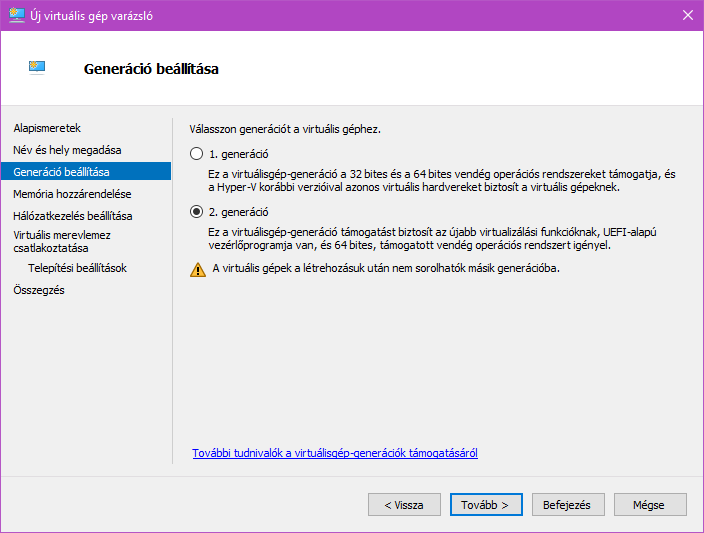 Új virtuális gép varázsló
Generáció beállítása
Alapismeretek
Név és hely megadása
Generáció beállítása
Memória hozzárendelése
Hálózatkezelés beállítása
Virtuális merevlemez
csatlakoztatása
Telepítési beállítások
Összegzés
Válasszon generációt a virtuális géphez.
1. generáció
Ez a virtuálisgép-generáció a 32 bites és a 64 bites vendég operációs rendszereket támogatja, és
a Hyper-V korábbi verzióival azonos virtuális hardvereket biztosít a virtuális gépeknek.
2. generáció
Ez a virtuálisgép-generáció támogatást biztosít az újabb virtualizálási funkcióknak, UEFI-alapú
vezérlőprogramja van, és 64 bites, támogatott vendég operációs rendszert igényel.
A virtuális gépek a létrehozásuk után nem sorolhatók másik generációba.
További tudnivalók a virtuálisgép-generációk támogatásáról
< Vissza
Tovább >
Befejezés
Mégse